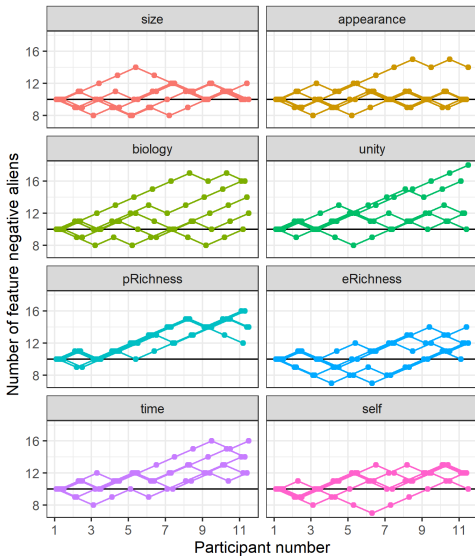 size appearance
16
12
8
biology unity
16
12
8
pRichness eRichness
16
12
8
time self
16
12
8
1 3 5 7 9 11 1 3 5 7 9 11
Participant number
Number of feature negative aliens